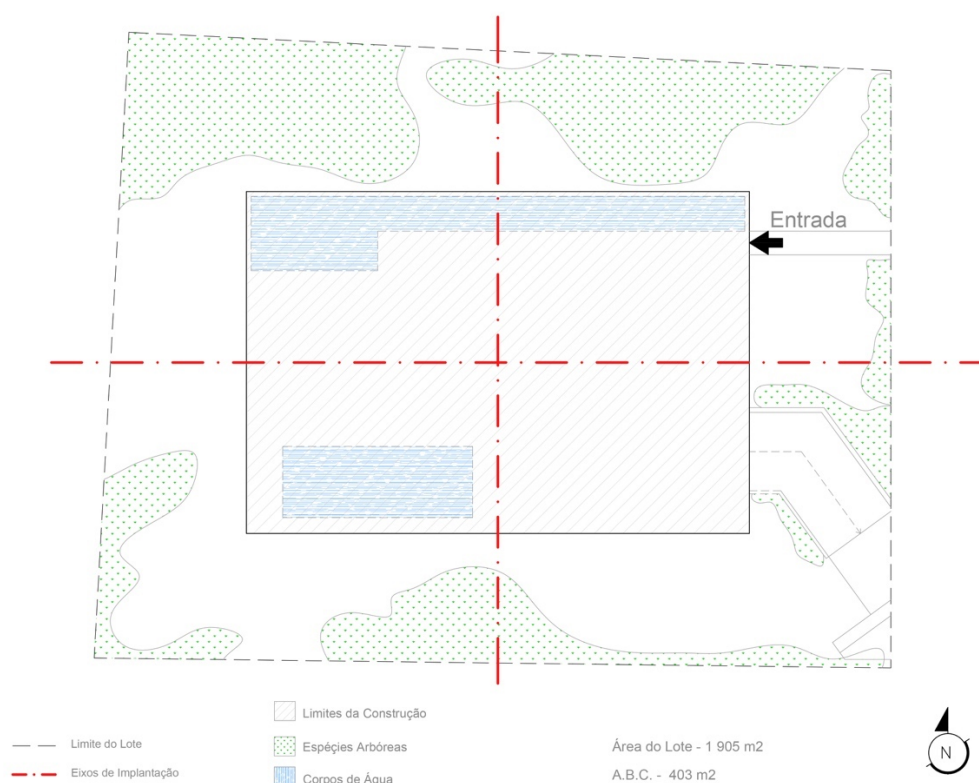 Entrada
Limites da Construção
Limite do Lote
Espécies Arbóreas
Área do Lote - 1 905 m2
Eixos de Implantação
Corpos de Água
A.B.C. - 403 m2
N